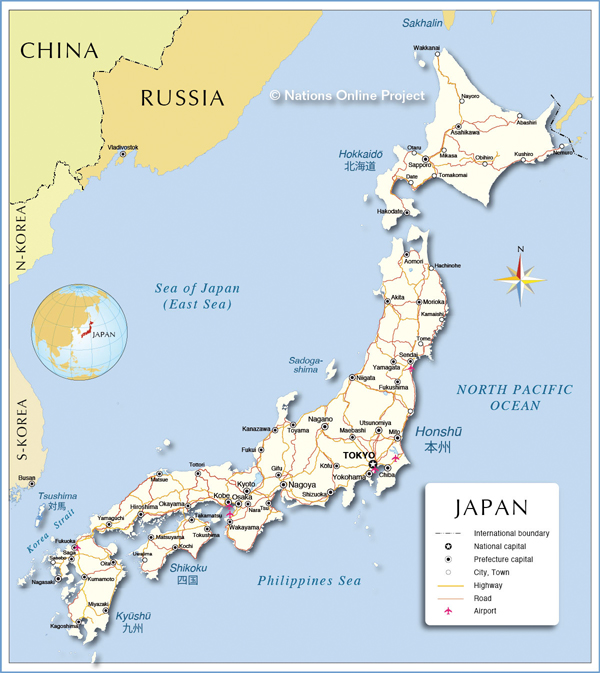 Sakhalin
CHINA
RUSSIA
© Nations Online Project
Wakkanai
Nayoro
Abashiri
Asahikawa
Vladivostok
Hokkaidō
北海道
Otaru
Mikasa
Sapporo
Obihiro
Kushiro
Nemuro
Date
Tomakomai
Hakodate
N-KOREA
Aomori
Hachinohe
N
Sea of Japan
(East Sea)
Akita
Morioka
Kamaishi
JAPAN
Tome
Sendai
Yamagata
Sadoga-
shima
Niigata
Fukushima
NORTH PACIFIC
OCEAN
S-KOREA
Kanazawa
Toyama
Nagano
Utsunomiya
Maebashi
Mito
Honshū
本州
Fukui
TOKYO
Busan
Tottori
Gifu
Kōfu
Matsue
Kyoto
Nagoya
Yokohama
Chiba
Tsushima
対馬
Kobe
Osaka
Shizuoka
Okayama
Nara
Tsu
Hiroshima
Takamatsu
Wakayama
Korea Strait
Yamaguchi
Matsuyama
Tokushima
Kochi
Fukuoka
Saga
Sasebo
Oita
Uwajima
Shikoku
四国
Philippines Sea
Nagasaki
Kumamoto
Miyazaki
Kyūshū
九州
Kagoshima
JAPAN
International boundary
National capital
Prefecture capital
City, Town
Highway
Road
Airport